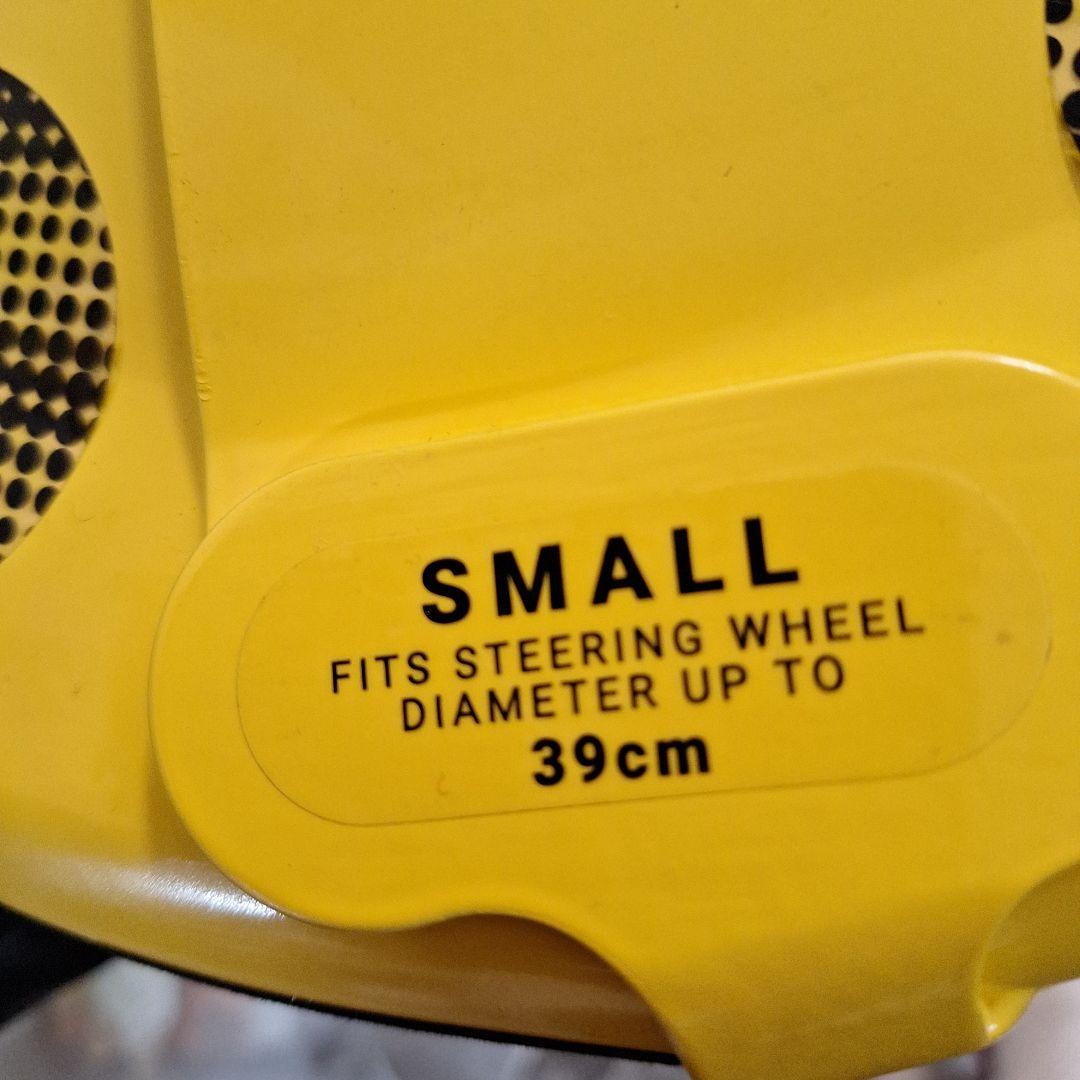 SMALL
FITS STEERING WHEEL
DIAMETER UP TO
39cm